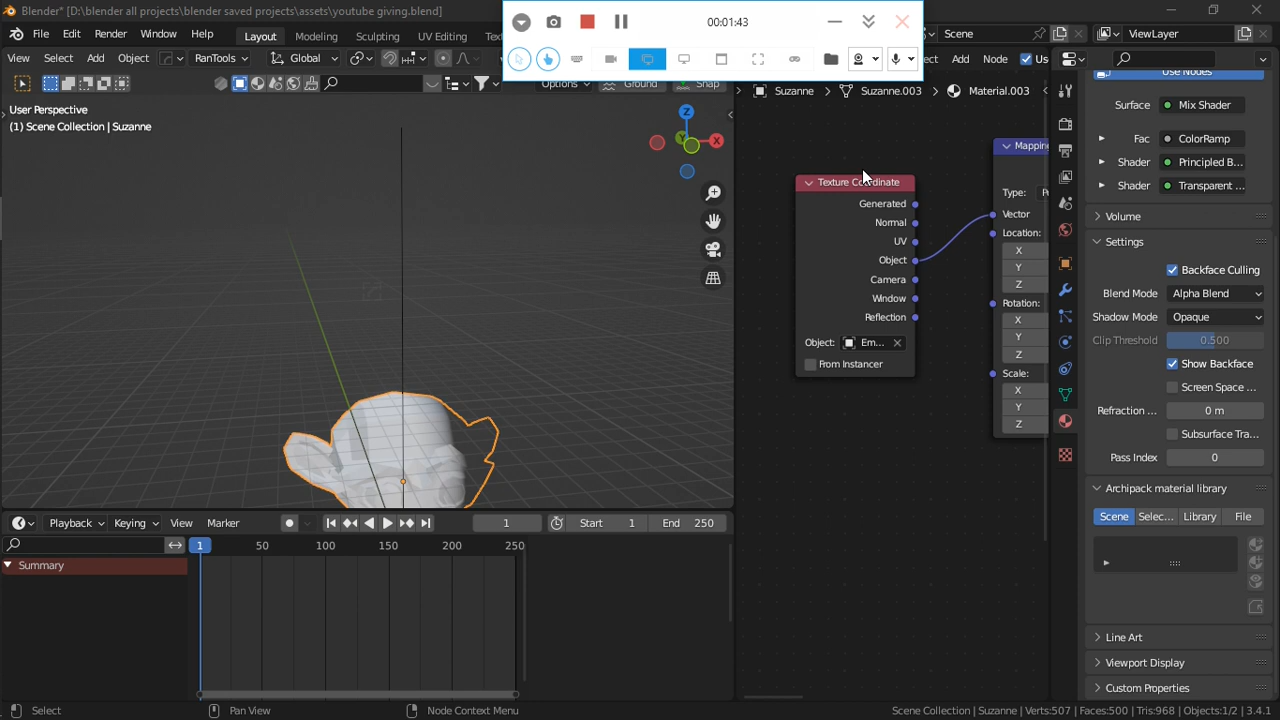 Blender* [D:\blender all projects\blender saved projects\assets\youtube giving.blend]
00:01:43
Edit Render Window Help Layout Modeling Sculpting UV Editing Scene ViewLayer
View Select Add Object Global Node
Options Ground Snap
User Perspective
(1) Scene Collection | Suzanne
Z
Y
X
Suzanne > Suzanne.003 > Material.003
Texture Coordinate
Generated
Normal
UV
Object
Camera
Window
Reflection
Object: Em...
From Instancer
Mapping
Type:
Vector
Location:
X
Y
Z
Rotation:
X
Y
Z
Scale:
X
Y
Z
Use Nodes
Surface Mix Shader
Fac ColorRamp
Shader Principled B...
Shader Transparent ...
Volume
Settings
Backface Culling
Blend Mode Alpha Blend
Shadow Mode Opaque
Clip Threshold 0.500
Show Backface
Screen Space ...
Refraction ... 0 m
Subsurface Tra...
Pass Index 0
Archipack material library
Scene Selec... Library File
Line Art
Viewport Display
Custom Properties
Playback Keying View Marker 1 Start 1 End 250
1 50 100 150 200 250
Summary
Select Pan View Node Context Menu Scene Collection | Suzanne | Verts:507 | Faces:500 | Tris:968 | Objects:1/2 | 3.4.1